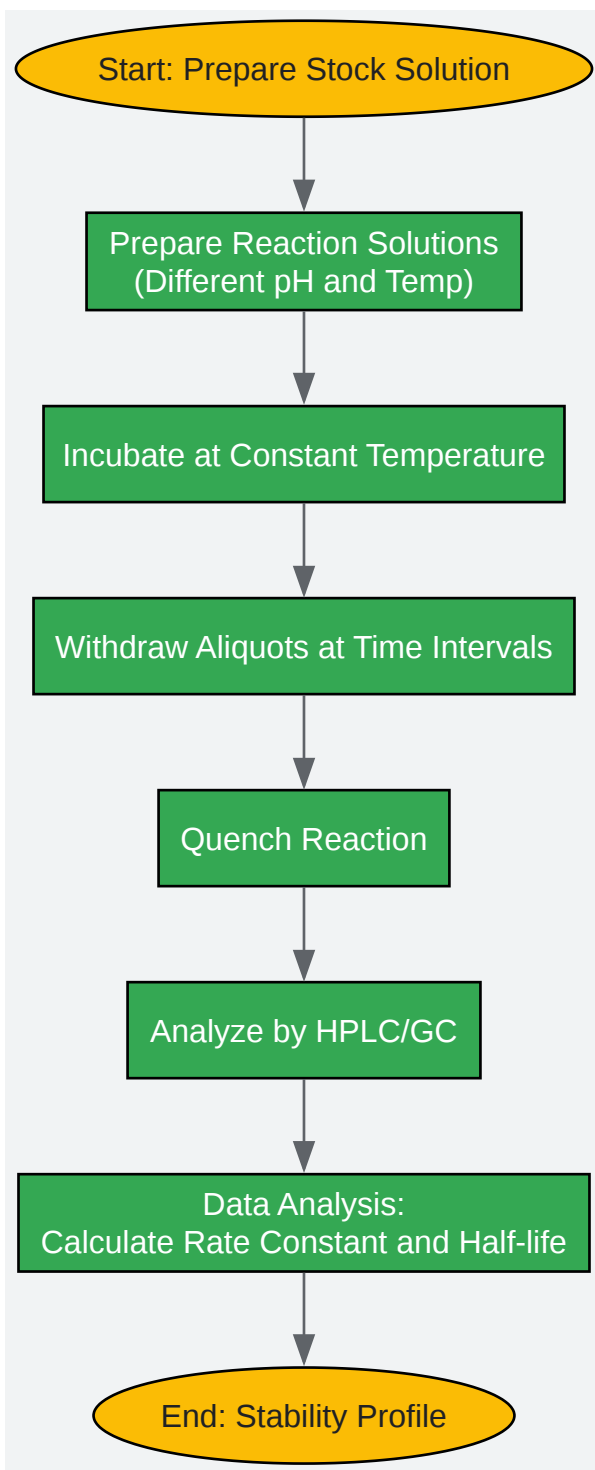 Start: Prepare Stock Solution
Prepare Reaction Solutions
(Different pH and Temp)
Incubate at Constant Temperature
Withdraw Aliquots at Time Intervals
Quench Reaction
Analyze by HPLC/GC
Data Analysis:
Calculate Rate Constant and Half-life
End: Stability Profile